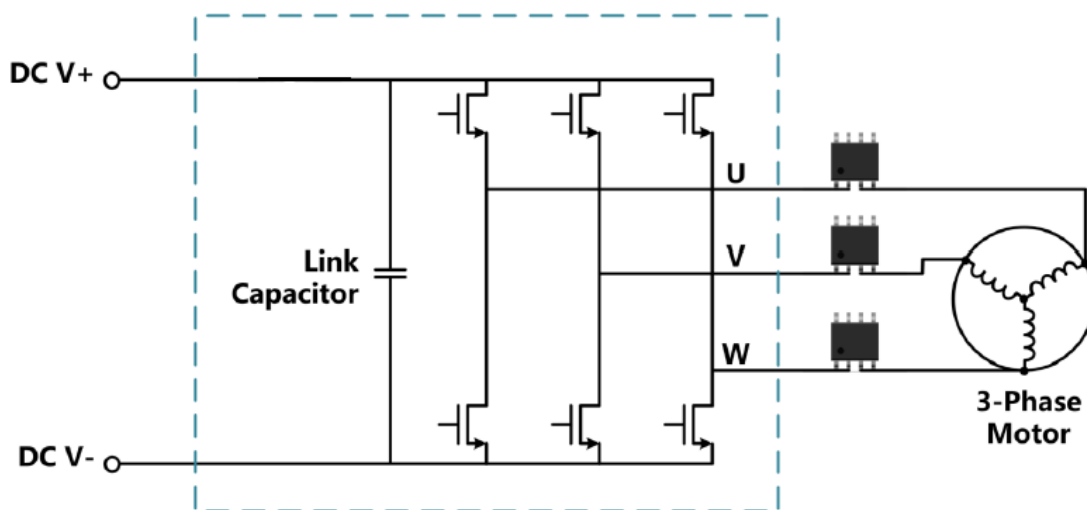 DC V+
U
V
Link
Capacitor
W
3-Phase
Motor
DC V-